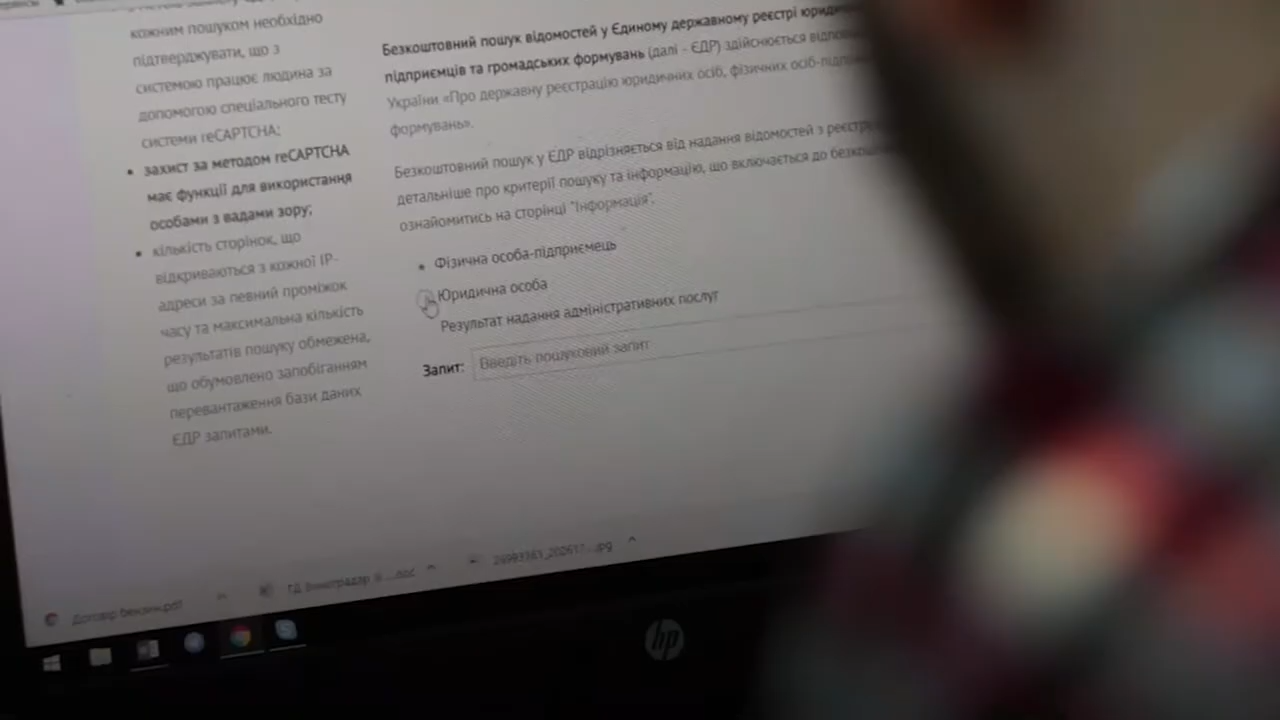 кожним пошуком необхідно
підтверджувати, що з
системою працює людина за
допомогою спеціального тесту
системи reCAPTCHA;
захист за методом reCAPTCHA
має функції для використання
особами з вадами зору;
кількість сторінок, що
відкриваються з кожної IP-
адреси за певний проміжок
часу та максимальна кількість
результатів пошуку обмежена,
що обумовлено запобіганням
перевантаження бази даних
ЄДР запитами.
Безкоштовний пошук відомостей у Єдиному державному реєстрі
підприємців та громадських формувань (далі - ЄДР) здійснюється
України «Про державну реєстрацію юридичних осіб, фізичних
формувань».
Безкоштовний пошук у ЄДР відрізняється від надання відомостей з
детальніше про критерії пошуку та інформацію, що включається до
ознайомитись на сторінці "Інформація".
Фізична особа-підприємець
Юридична особа
Результат надання адміністративних послуг
Запит: Введіть пошуковий запит
Договір бензин.pdf
hp